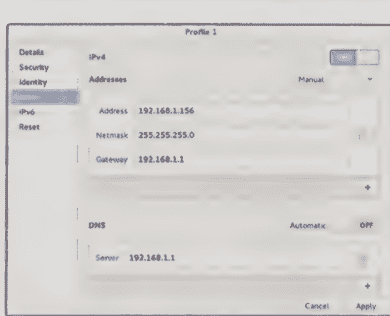 Profile 1
Details
Security
Identity
IPv6
Reset
IPv4
Addresses Manual
Address 192.168.1.156
Netmask 255.255.255.0
Gateway 192.168.1.1
+
DNS Automatic OFF
Server 192.168.1.1
+
Cancel Apply